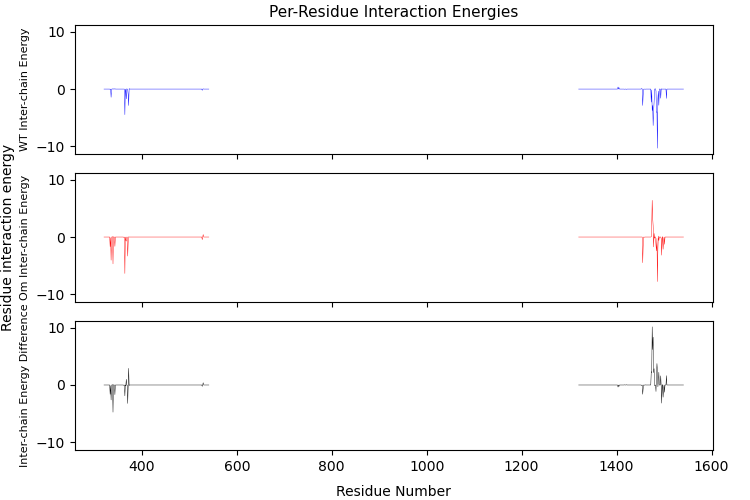 Per-Residue Interaction Energies
Residue interaction energy
WT Inter-chain Energy
10
0
−10
Om Inter-chain Energy
10
0
−10
Inter-chain Energy Difference
10
0
−10
400
600
800
1000
1200
1400
1600
Residue Number